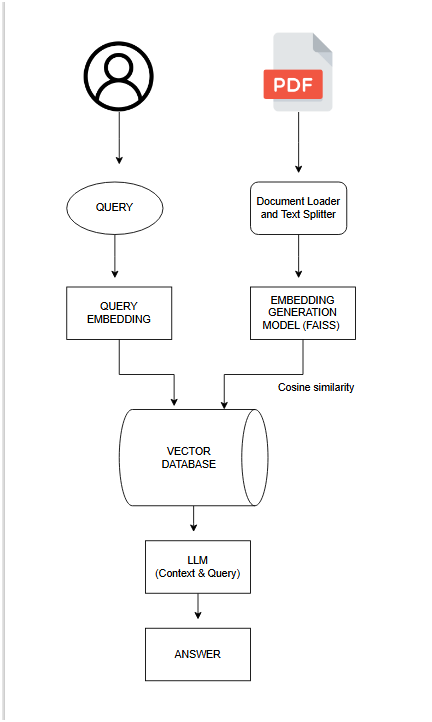 PDF
QUERY
Document Loader
and Text Splitter
QUERY
EMBEDDING
EMBEDDING
GENERATION
MODEL (FAISS)
Cosine similarity
VECTOR
DATABASE
LLM
(Context & Query)
ANSWER